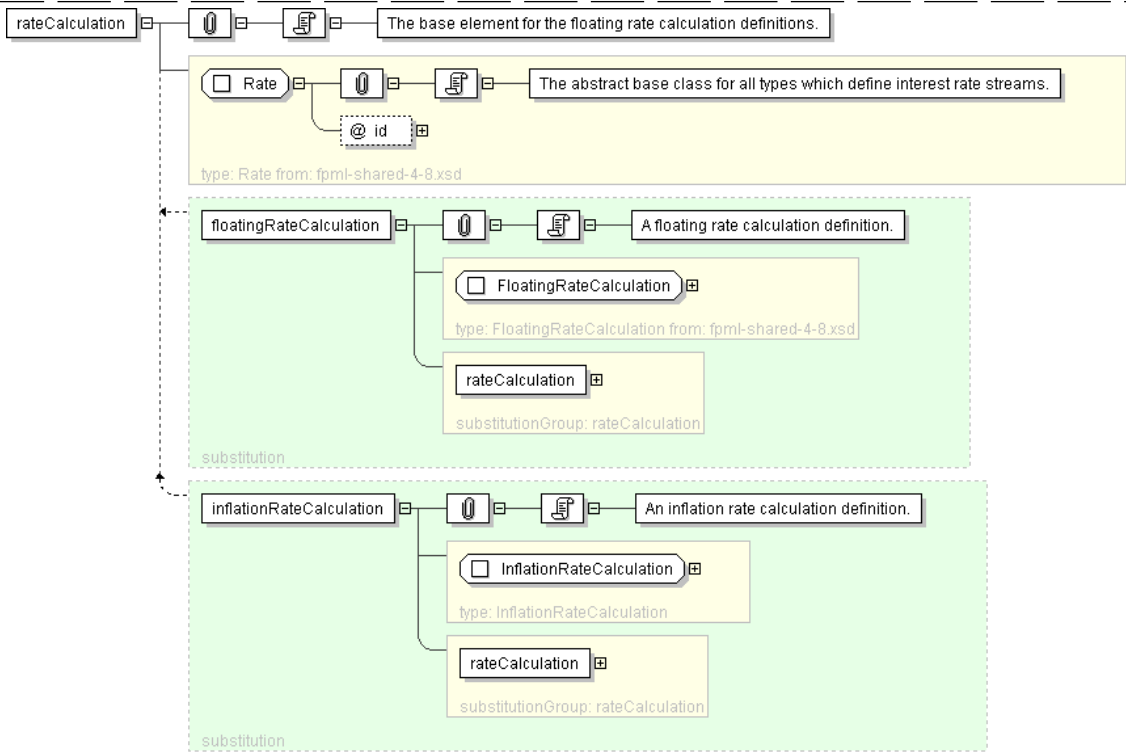 rateCalculation
The base element for the floating rate calculation definitions.
Rate
The abstract base class for all types which define interest rate streams.
@ id
type: Rate from: fpml-shared-4-8.xsd
floatingRateCalculation
A floating rate calculation definition.
FloatingRateCalculation
type: FloatingRateCalculation from: fpml-shared-4-8.xsd
rateCalculation
substitutionGroup: rateCalculation
substitution
inflationRateCalculation
An inflation rate calculation definition.
InflationRateCalculation
type: InflationRateCalculation
rateCalculation
substitutionGroup: rateCalculation
substitution